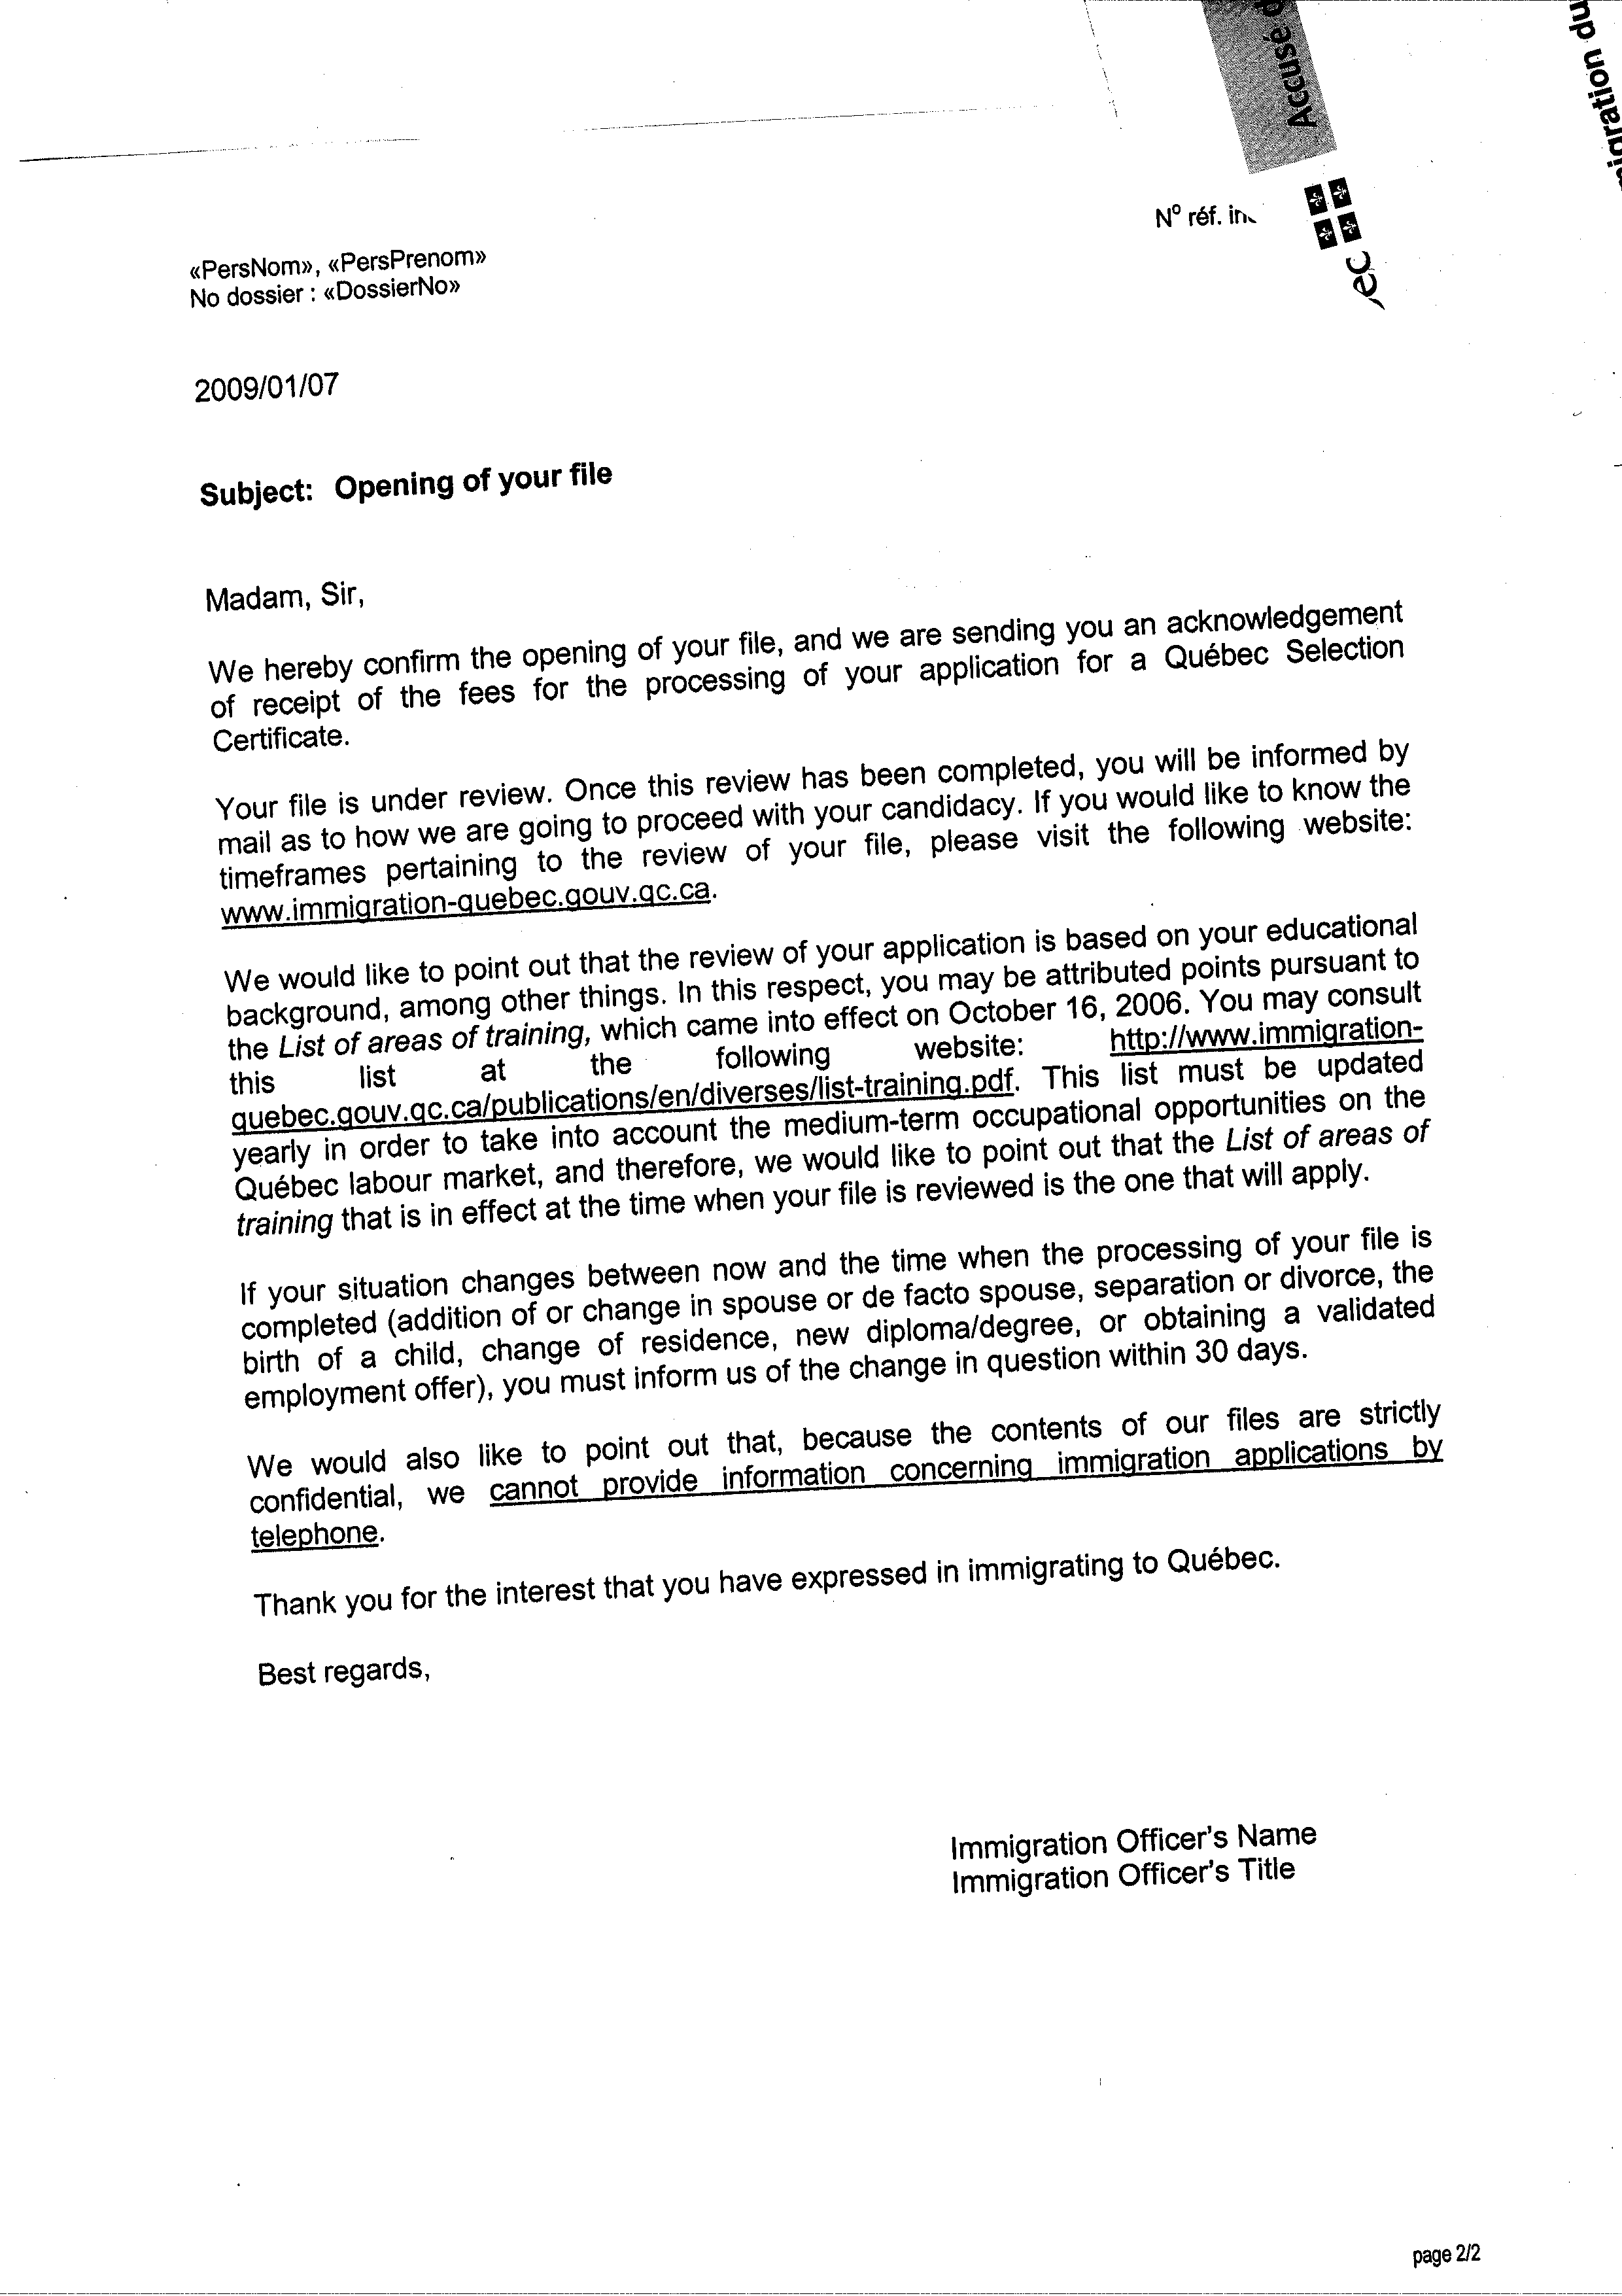 Accusé d
igration du
ec
N° réf.
«PersNom», «PersPrenom»
No dossier : «DossierNo»
2009/01/07
Subject: Opening of your file
Madam, Sir,
We hereby confirm the opening of your file, and we are sending you an acknowledgement
of receipt of the fees for the processing of your application for a Québec Selection
Certificate.
Your file is under review. Once this review has been completed, you will be informed by
mail as to how we are going to proceed with your candidacy. If you would like to know the
timeframes pertaining to the review of your file, please visit the following website:
www.immigration-quebec.gouv.qc.ca.
We would like to point out that the review of your application is based on your educational
background, among other things. In this respect, you may be attributed points pursuant to
the List of areas of training, which came into effect on October 16, 2006. You may consult
this list at the following website: http://www.immigration-
quebec.gouv.qc.ca/publications/en/diverses/list-training.pdf. This list must be updated
yearly in order to take into account the medium-term occupational opportunities on the
Québec labour market, and therefore, we would like to point out that the List of areas of
training that is in effect at the time when your file is reviewed is the one that will apply.
If your situation changes between now and the time when the processing of your file is
completed (addition of or change in spouse or de facto spouse, separation or divorce, the
birth of a child, change of residence, new diploma/degree, or obtaining a validated
employment offer), you must inform us of the change in question within 30 days.
We would also like to point out that, because the contents of our files are strictly
confidential, we cannot provide information concerning immigration applications by
telephone.
Thank you for the interest that you have expressed in immigrating to Québec.
Best regards,
Immigration Officer's Name
Immigration Officer's Title
page 2/2